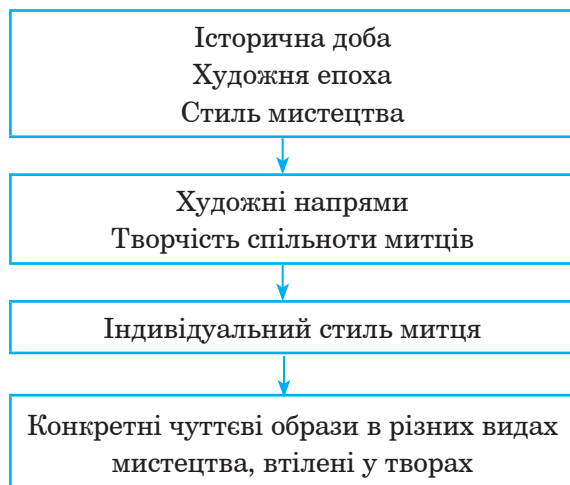 Історична доба
Художня епоха
Стиль мистецтва
Художні напрями
Творчість спільноти митців
Індивідуальний стиль митця
Конкретні чуттєві образи в різних видах
мистецтва, втілені у творах